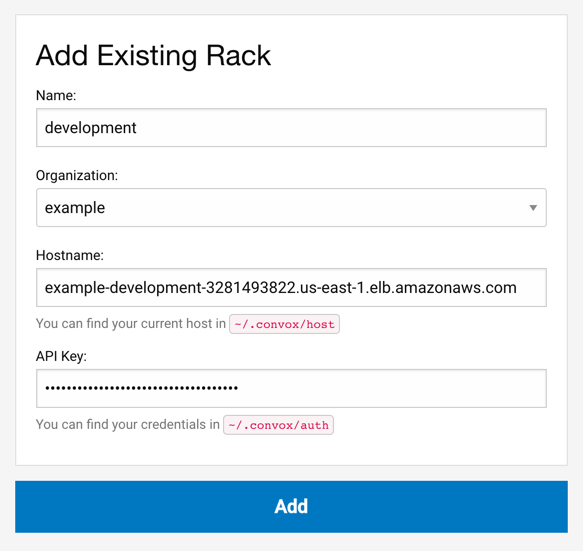 Add Existing Rack
Name:
development
Organization:
example
Hostname:
example-development-3281493822.us-east-1.elb.amazonaws.com
You can find your current host in ~/.convox/host
API Key:
••••••••••••••••••••••••••••••••••••
You can find your credentials in ~/.convox/auth
Add